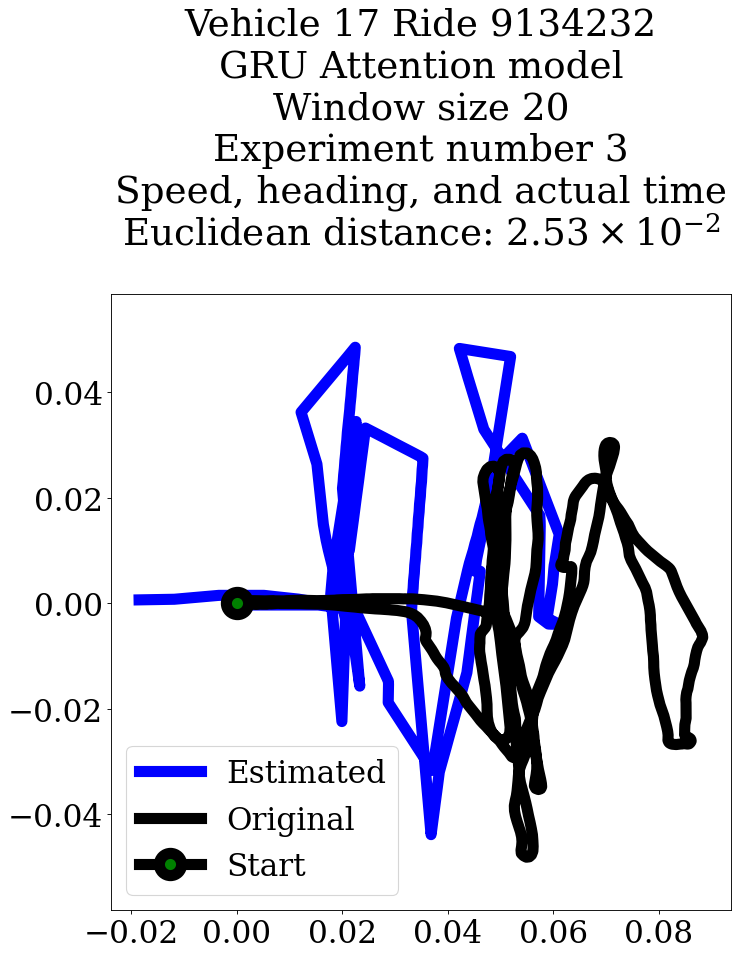 Vehicle 17 Ride 9134232
GRU Attention model
Window size 20
Experiment number 3
Speed, heading, and actual time
Euclidean distance: 2.53 × 10⁻²
0.04
0.02
0.00
−0.02
−0.04
Estimated
Original
Start
−0.02 0.00 0.02 0.04 0.06 0.08